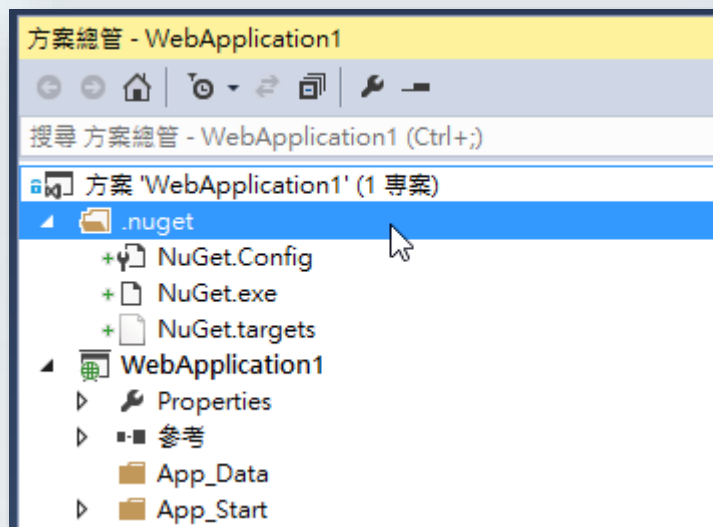 方案總管 - WebApplication1
搜尋 方案總管 - WebApplication1 (Ctrl+;)
方案 'WebApplication1' (1 專案)
.nuget
NuGet.Config
NuGet.exe
NuGet.targets
WebApplication1
Properties
參考
App_Data
App_Start